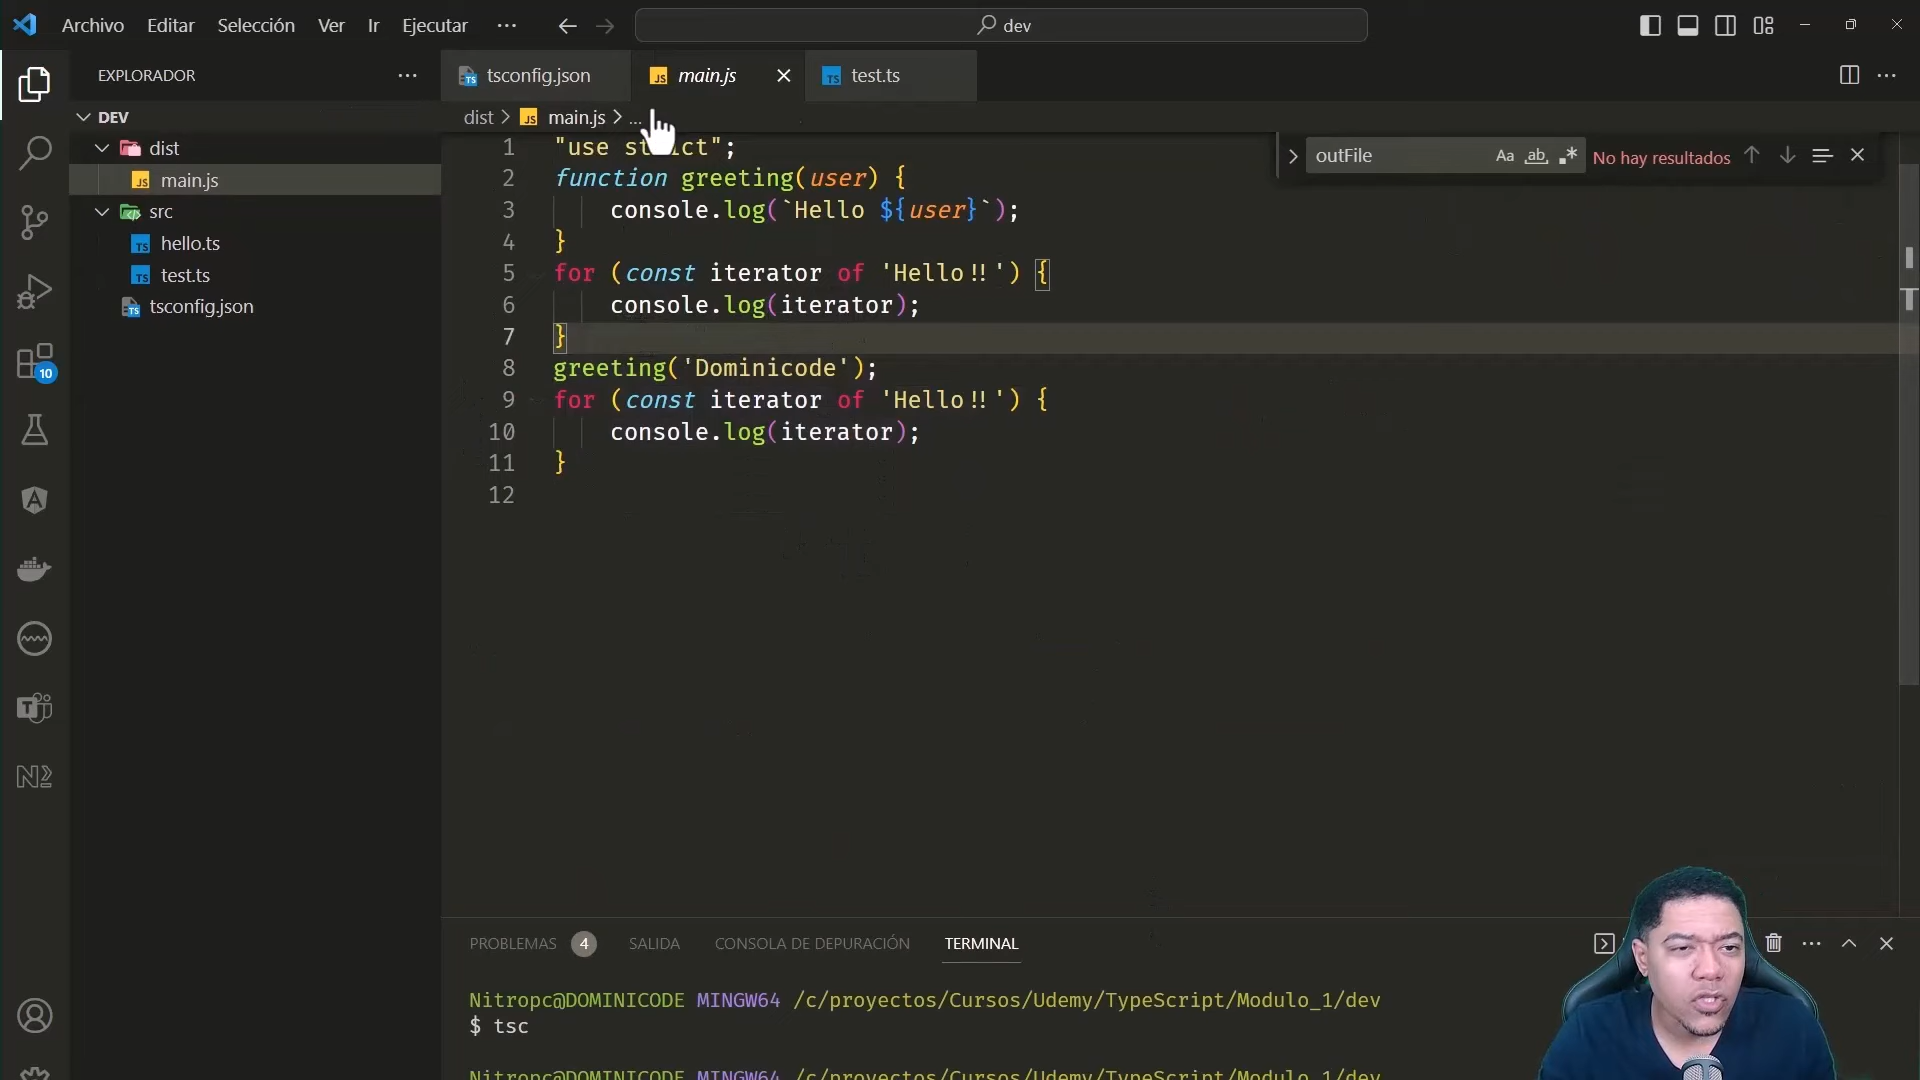 Archivo Editar Selección Ver Ir Ejecutar ··· dev
EXPLORADOR ··· tsconfig.json main.js test.ts
DEV
dist > main.js > ...
dist
main.js
src
hello.ts
test.ts
tsconfig.json
outFile Aa ab No hay resultados
1 "use strict";
2 function greeting(user) {
3 console.log(`Hello ${user}`);
4 }
5 for (const iterator of 'Hello!!') {
6 console.log(iterator);
7 }
8 greeting('Dominicode');
9 for (const iterator of 'Hello!!') {
10 console.log(iterator);
11 }
12
10
PROBLEMAS 4 SALIDA CONSOLA DE DEPURACIÓN TERMINAL
Nitropc@DOMINICODE MINGW64 /c/proyectos/Cursos/Udemy/TypeScript/Modulo_1/dev
$ tsc
Nitropc@DOMINICODE MINGW64 /c/proyectos/Cursos/Udemy/TypeScript/Modulo_1/dev